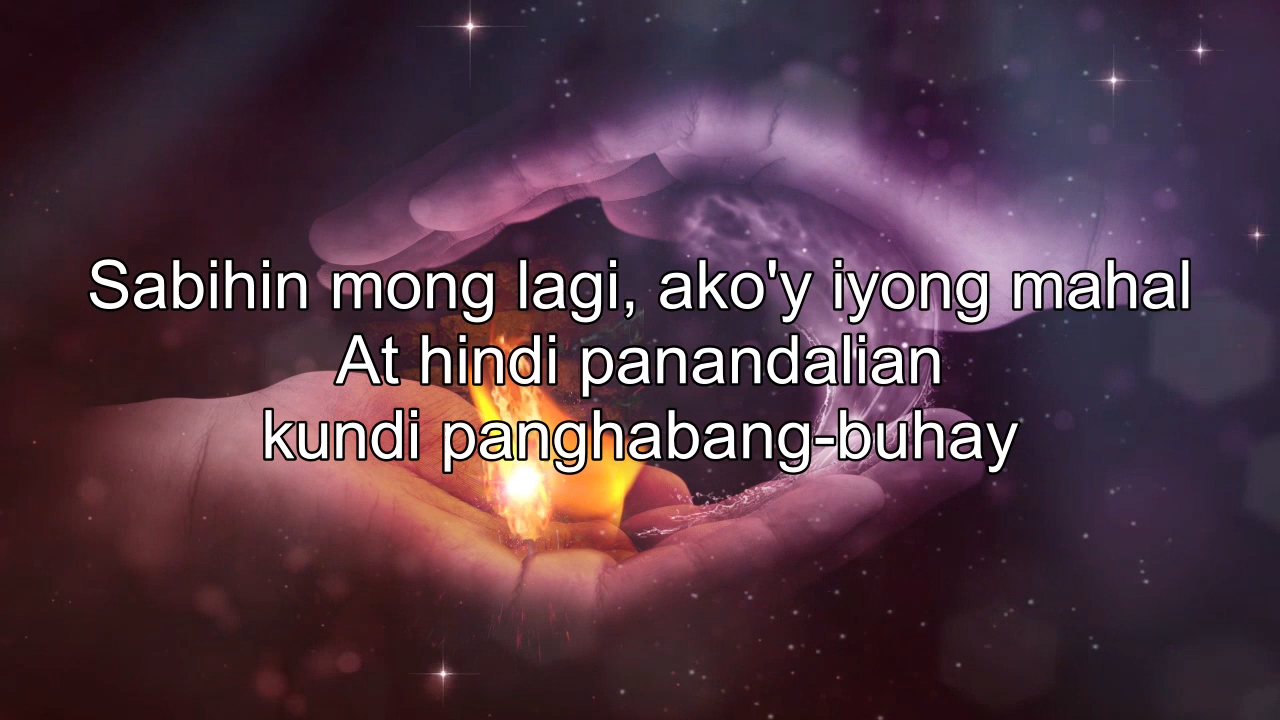 Sabihin mong lagi, ako'y iyong mahal
At hindi panandalian
kundi panghabang-buhay